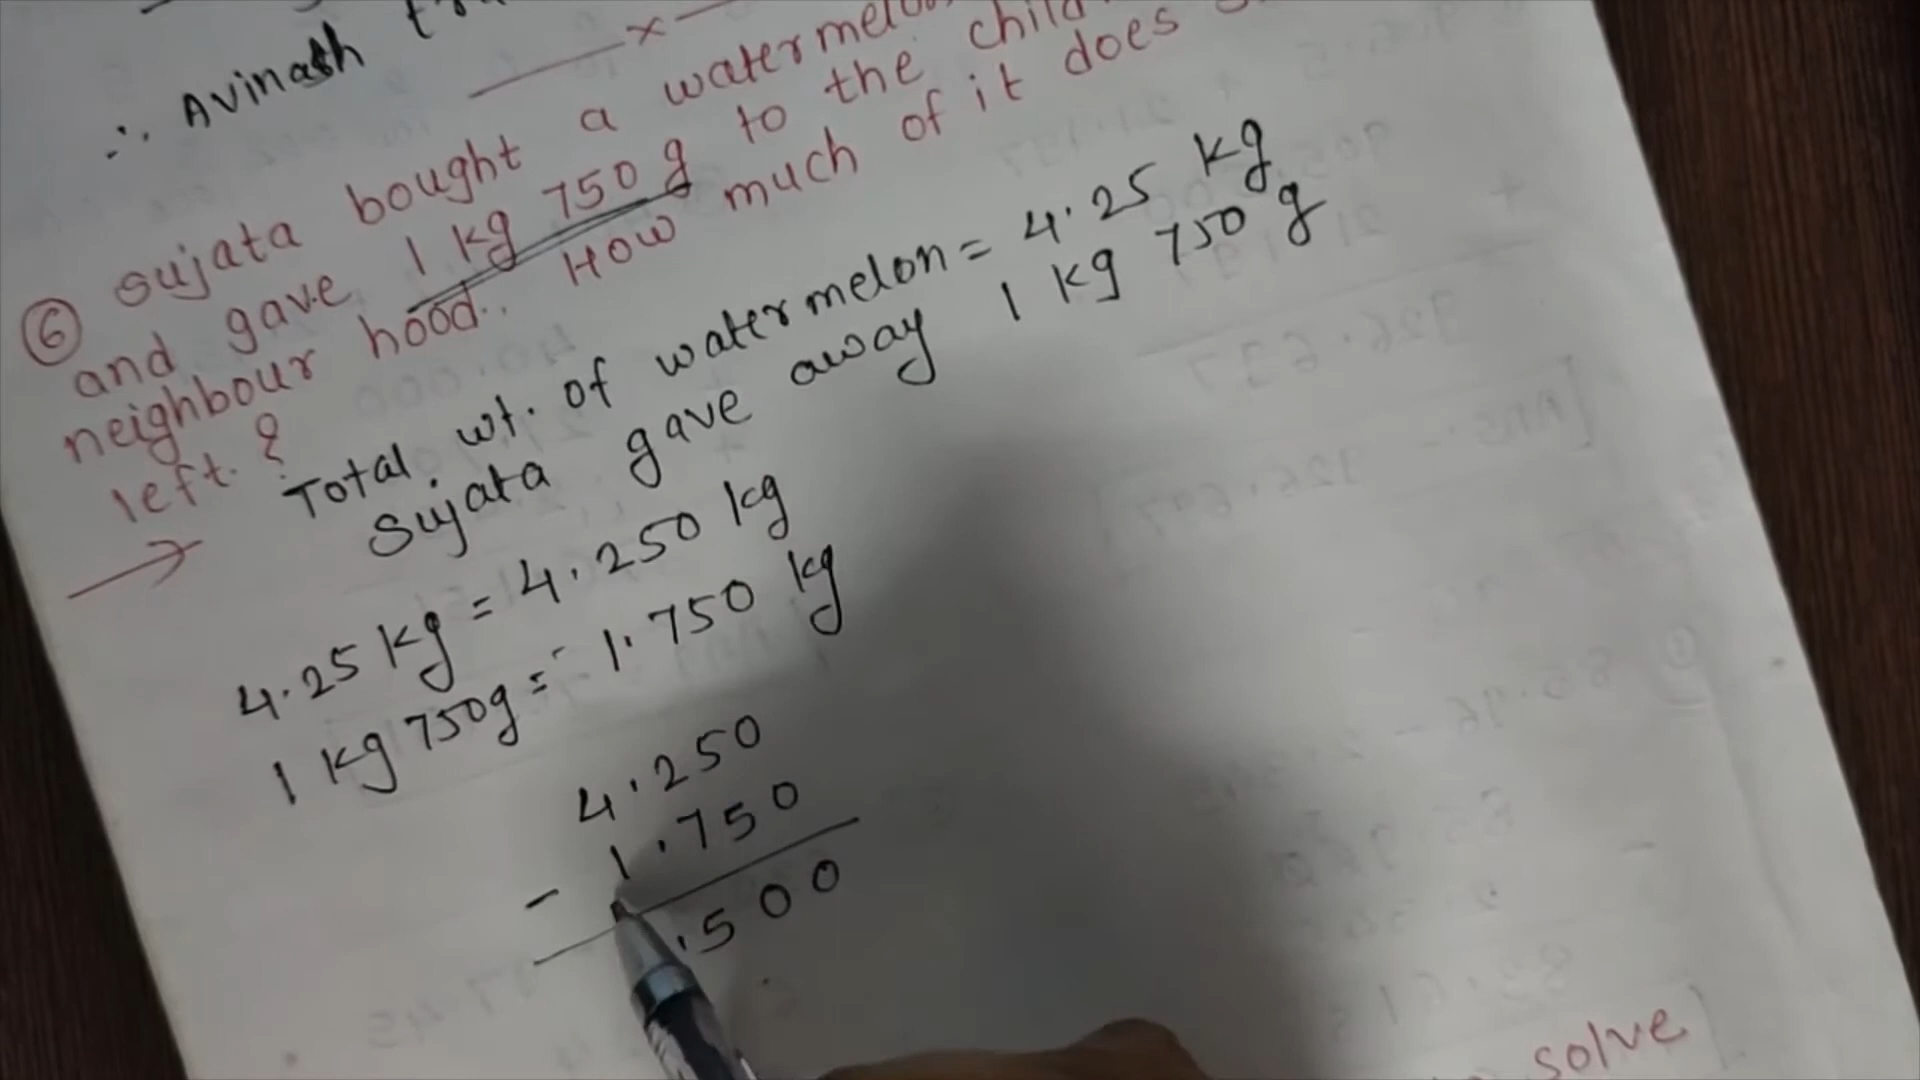 ∴ Avinash
x
⑥ Sujata bought a watermelon
and gave 1 kg 750 g to the
neighbour hood. How much of it does
left. ?
→ Total wt. of watermelon = 4.25 kg
Sujata gave away 1 kg 750 g
4.25 kg = 4.250 kg
1 kg 750g = 1.750 kg
4.250
- 1.750
.500
solve